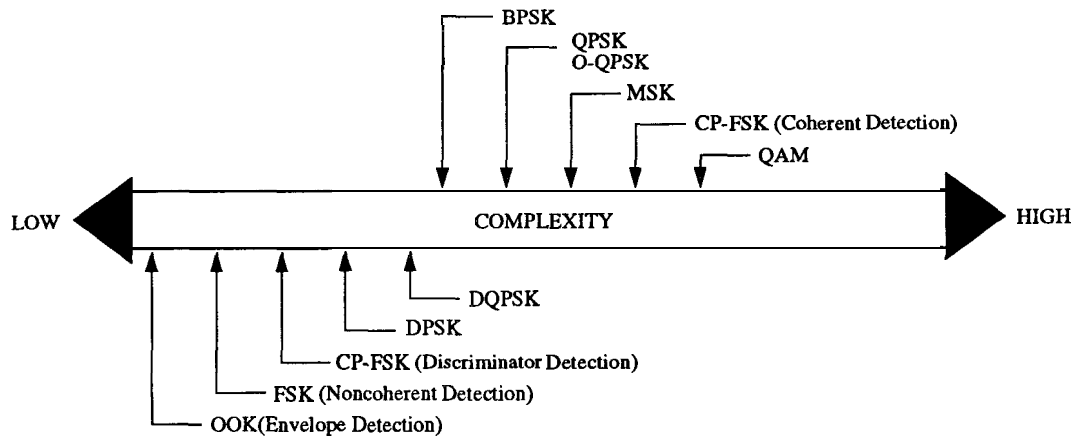 BPSK
QPSK
O-QPSK
MSK
CP-FSK (Coherent Detection)
QAM
LOW
COMPLEXITY
HIGH
DQPSK
DPSK
CP-FSK (Discriminator Detection)
FSK (Noncoherent Detection)
OOK(Envelope Detection)